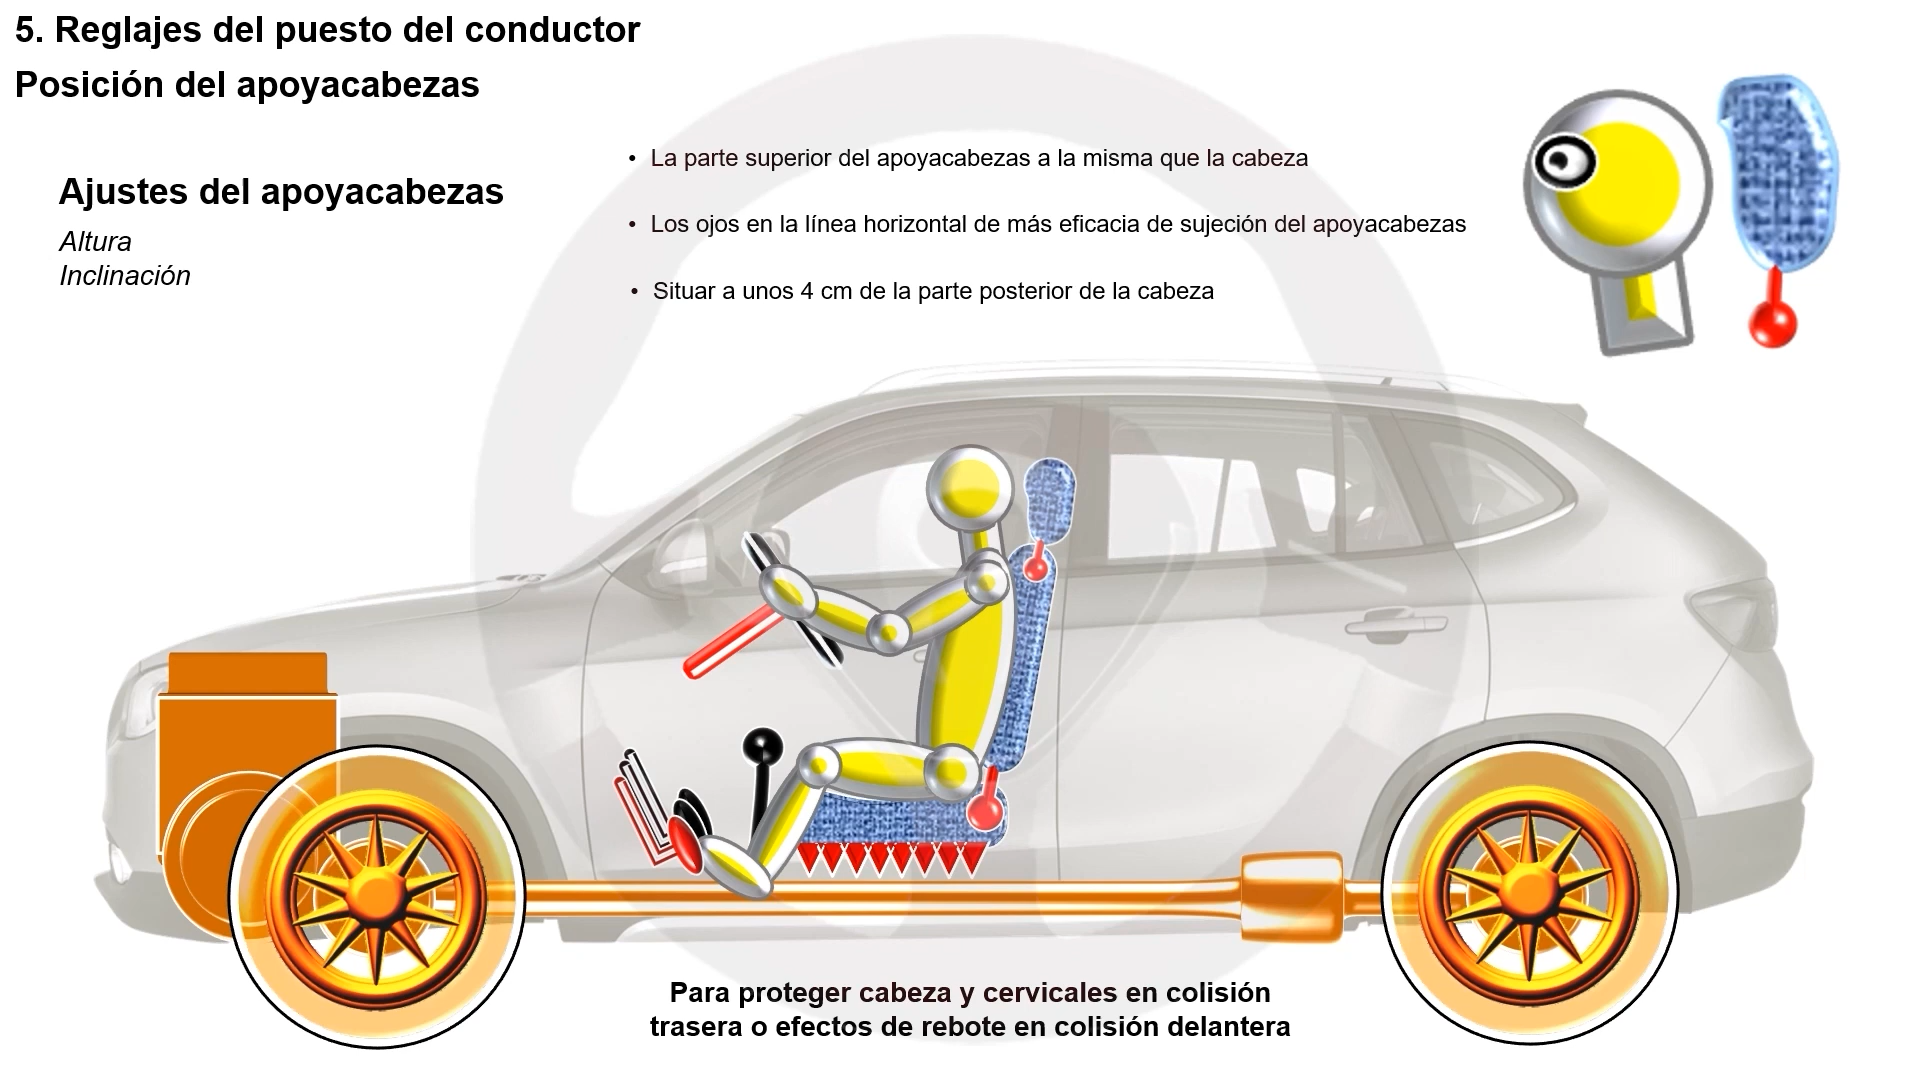 5. Reglajes del puesto del conductor
Posición del apoyacabezas
Ajustes del apoyacabezas
Altura
Inclinación
• La parte superior del apoyacabezas a la misma que la cabeza
• Los ojos en la línea horizontal de más eficacia de sujeción del apoyacabezas
• Situar a unos 4 cm de la parte posterior de la cabeza
Para proteger cabeza y cervicales en colisión
trasera o efectos de rebote en colisión delantera